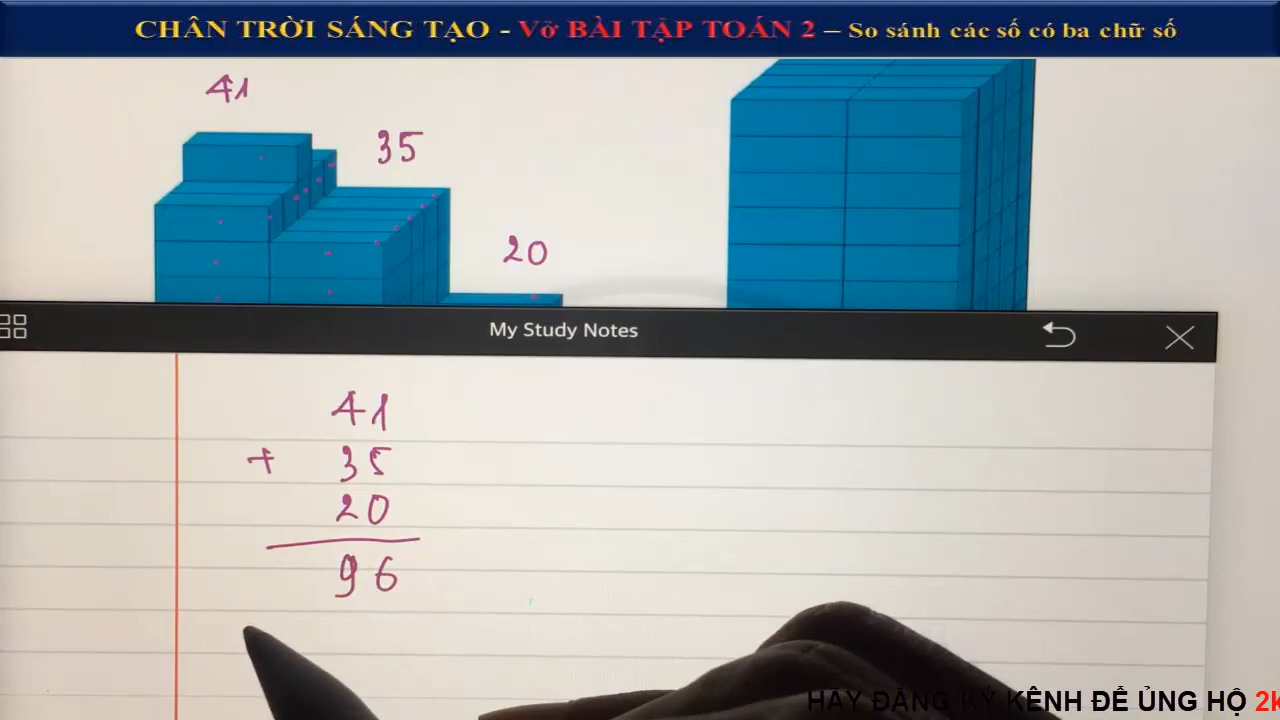 CHÂN TRỜI SÁNG TẠO - Vở BÀI TẬP TOÁN 2 – So sánh các số có ba chữ số
41
35
20
My Study Notes
41
+ 35
20
96
HÃY ĐĂNG KÝ KÊNH ĐỂ ỦNG HỘ 2k